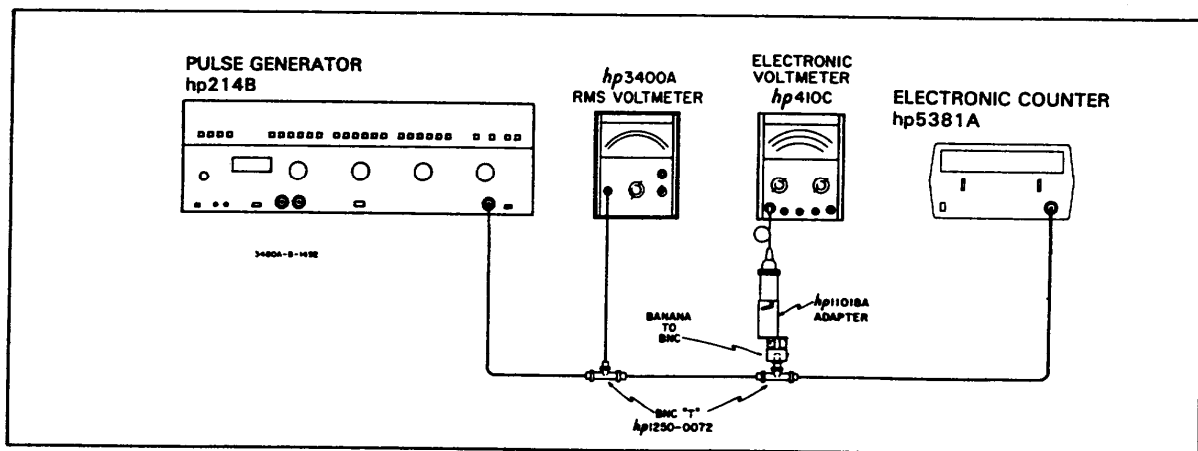 PULSE GENERATOR
hp214B
hp3400A
RMS VOLTMETER
ELECTRONIC
VOLTMETER
hp410C
ELECTRONIC COUNTER
hp5381A
3400A-B-1492
hp11018A
ADAPTER
BANANA
TO
BNC
BNC "T"
hp1250-0072